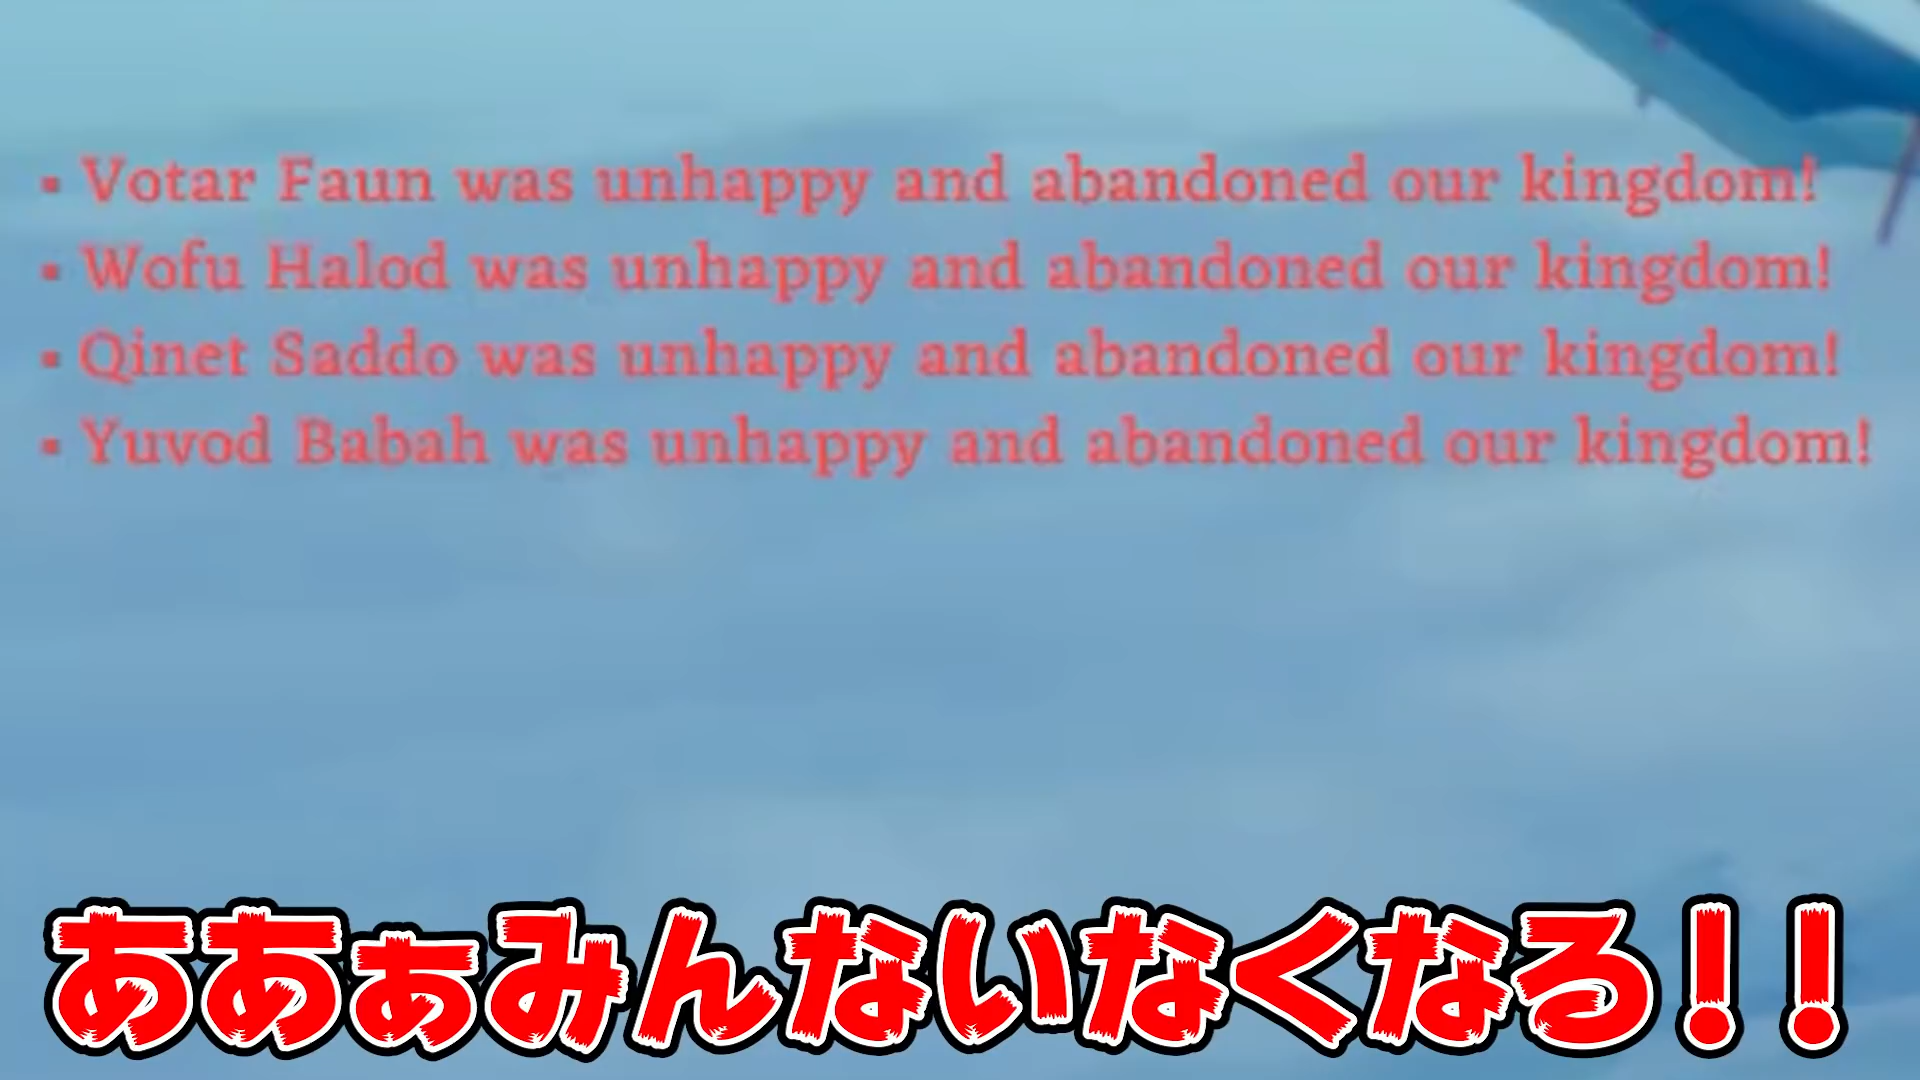 ▪ Votar Faun was unhappy and abandoned our kingdom!
▪ Wofu Halod was unhappy and abandoned our kingdom!
▪ Qinet Saddo was unhappy and abandoned our kingdom!
▪ Yuvod Babah was unhappy and abandoned our kingdom!
ああぁみんないなくなる!!